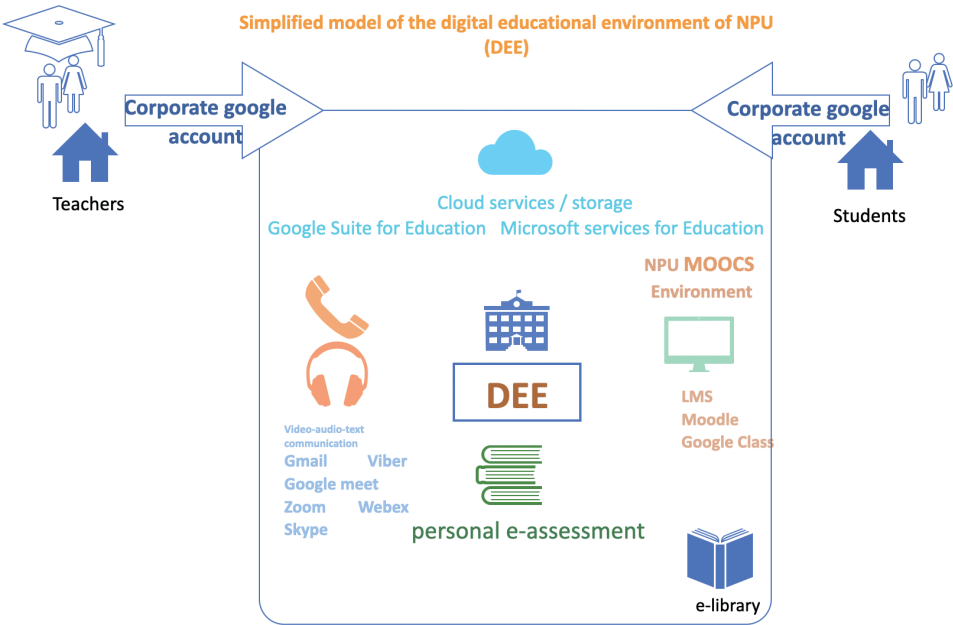 Simplified model of the digital educational environment of NPU
(DEE)
Corporate google
account
Corporate google
account
Teachers
Students
Cloud services / storage
Google Suite for Education Microsoft services for Education
NPU MOOCS
Environment
DEE
LMS
Moodle
Google Class
Video-audio-text
communication
Gmail Viber
Google meet
Zoom Webex
Skype
personal e-assessment
e-library